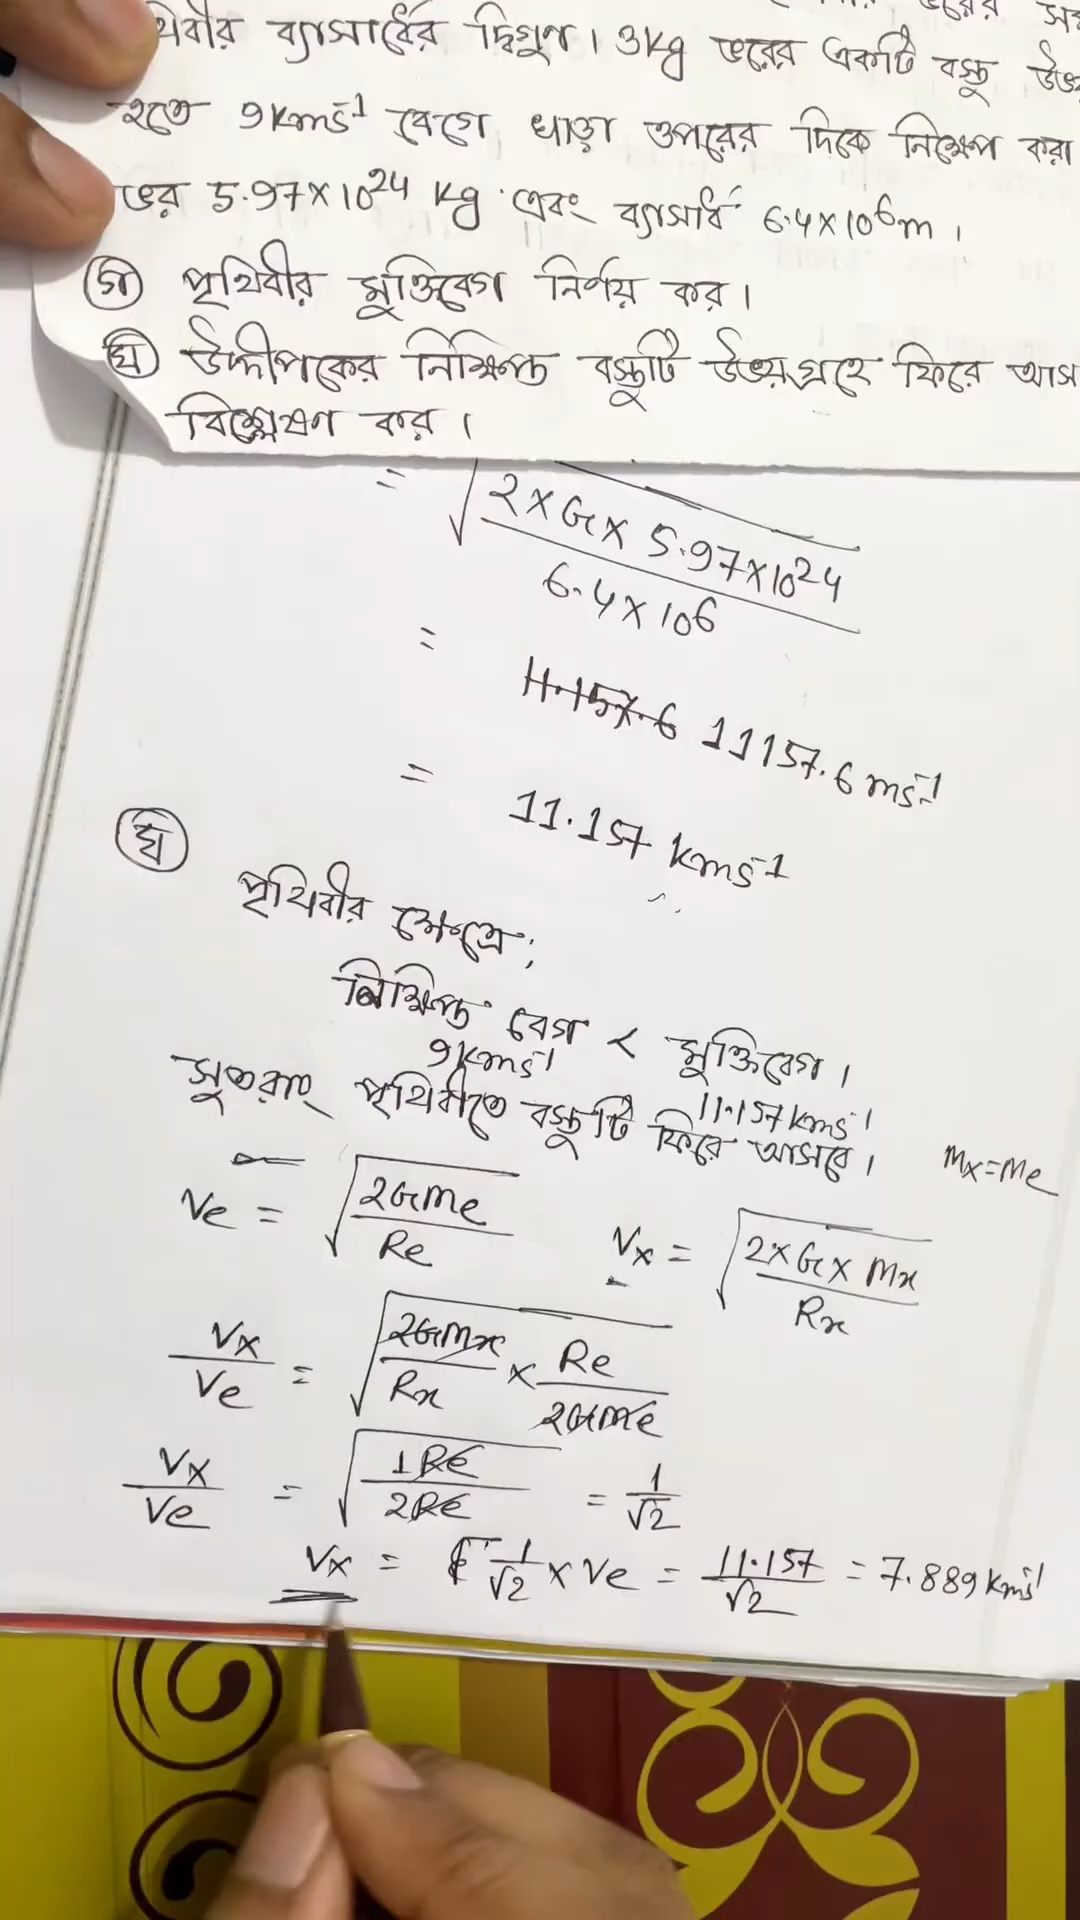 ভরের
পৃথিবীর ব্যাসার্ধের দ্বিগুণ। 3kg ভরের একটি বস্তু
হতে 9kms⁻¹ বেগে খাড়া ওপরের দিকে নিক্ষেপ করা
ভর 5.97×10²⁴ kg এবং ব্যাসার্ধ 6.4×10⁶m।
গ পৃথিবীর মুক্তিবেগ নির্ণয় কর।
ঘ উদ্দীপকের নিক্ষিপ্ত বস্তুটি উভয়গ্রহে ফিরে আস
বিশ্লেষণ কর।
= √(2×G×5.97×10²⁴ / 6.4×10⁶)
= 11157.6 ms⁻¹
= 11.157 kms⁻¹
ঘ
পৃথিবীর ক্ষেত্রে;
নিক্ষিপ্ত বেগ < মুক্তিবেগ।
9kms⁻¹ 11.157kms⁻¹
সুতরাং পৃথিবীতে বস্তুটি ফিরে আসবে। Mx=Me
Ve = √(2GMe / Re) Vx = √(2×G×Mx / Rx)
Vx/Ve = √(2GMx/Rx × Re/2GMe)
Vx/Ve = √(1Re/2Re) = 1/√2
Vx = 1/√2 × Ve = 11.157/√2 = 7.889kms⁻¹